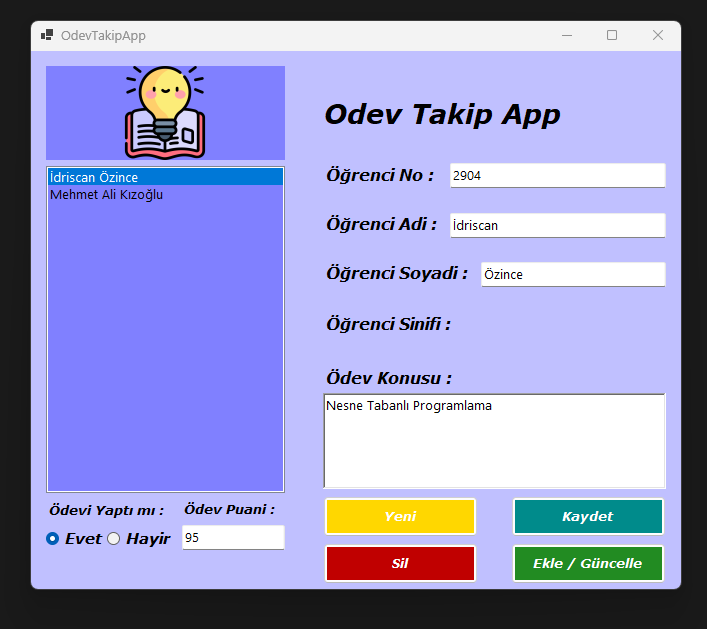 OdevTakipApp
Odev Takip App
İdriscan Özince
Mehmet Ali Kızoğlu
Öğrenci No : 2904
Öğrenci Adi : İdriscan
Öğrenci Soyadi : Özince
Öğrenci Sinifi :
Ödev Konusu :
Nesne Tabanlı Programlama
Ödevi Yaptı mı : Ödev Puani :
Evet Hayir 95
Yeni Kaydet
Sil Ekle / Güncelle